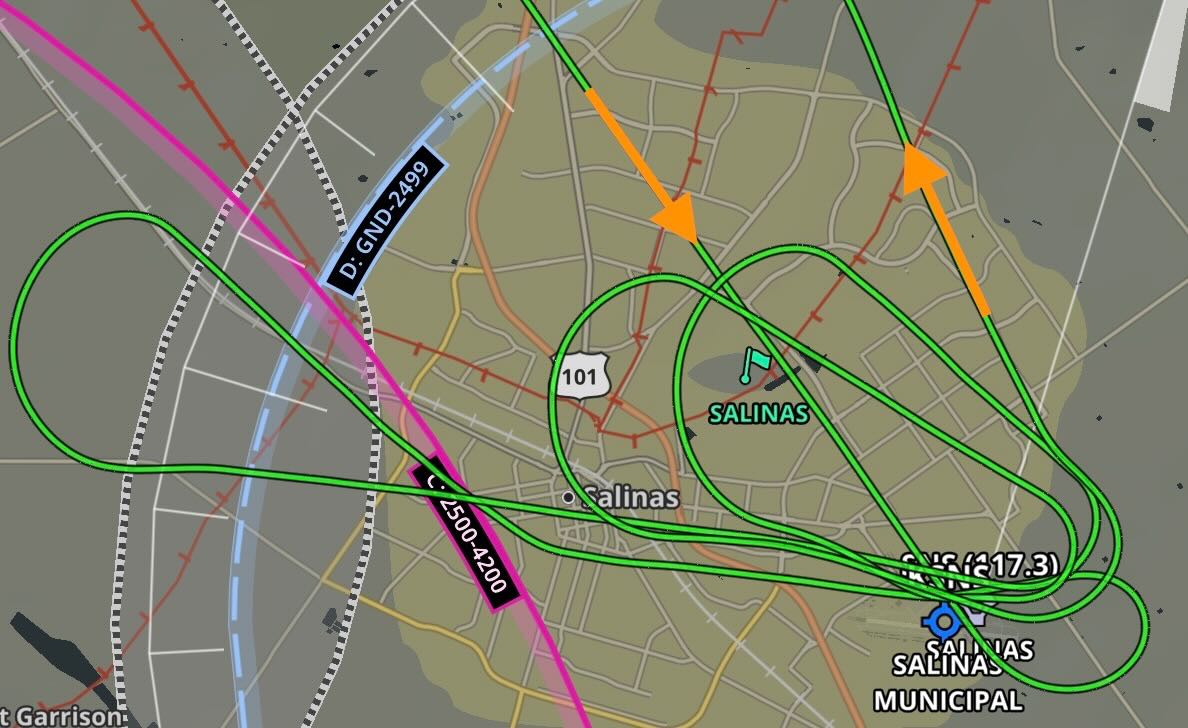 D: GND-2499
101
SALINAS
Salinas
C: 2500-4200
(117.3)
SALINAS
SALINAS
MUNICIPAL
t Garrison